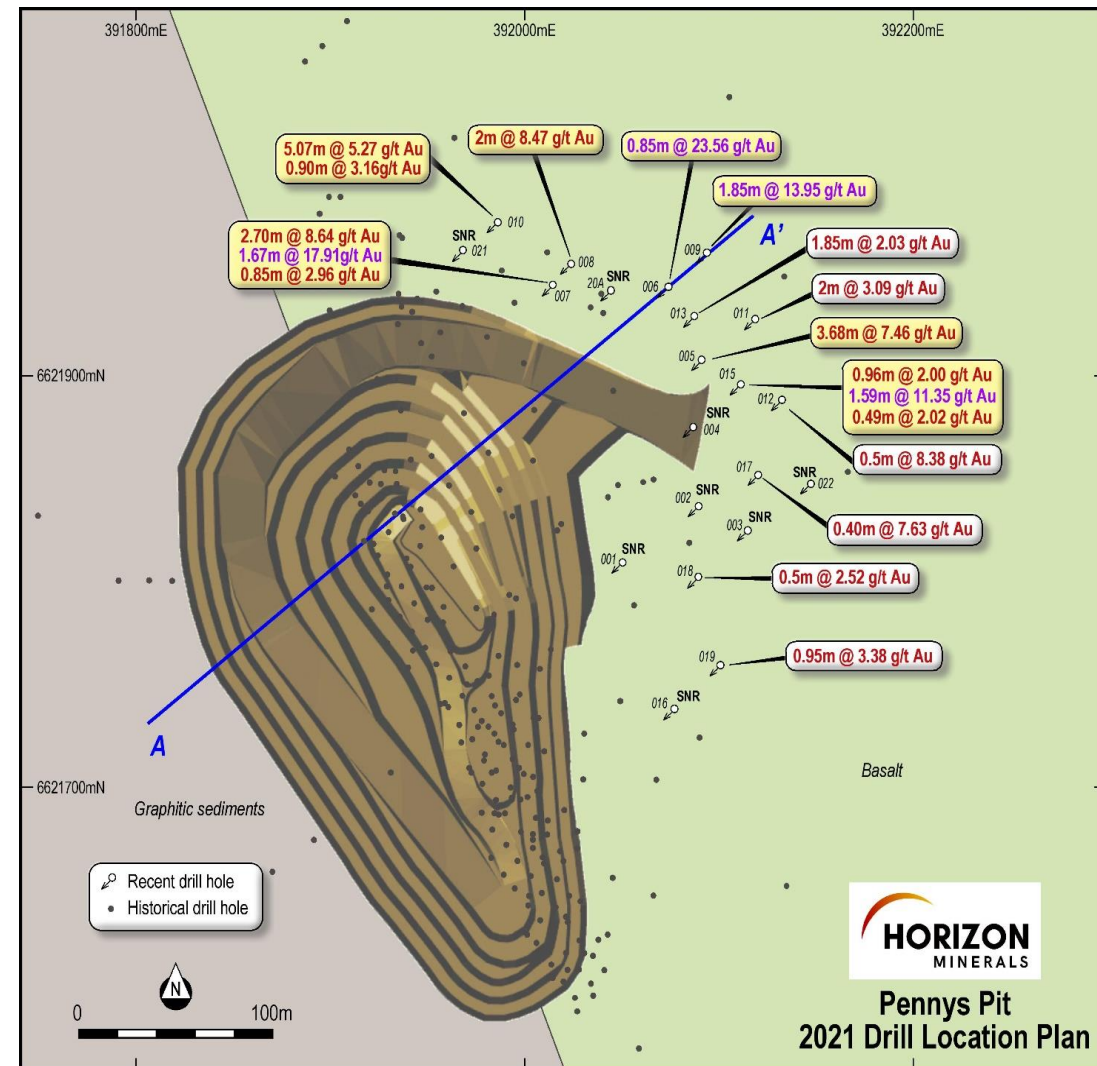 391800mE
392000mE
392200mE
5.07m @ 5.27 g/t Au
0.90m @ 3.16g/t Au
2m @ 8.47 g/t Au
0.85m @ 23.56 g/t Au
1.85m @ 13.95 g/t Au
2.70m @ 8.64 g/t Au
1.67m @ 17.91g/t Au
0.85m @ 2.96 g/t Au
010
SNR
021
008
007
SNR
20A
006
009
A'
1.85m @ 2.03 g/t Au
2m @ 3.09 g/t Au
013
011
3.68m @ 7.46 g/t Au
005
6621900mN
015
0.96m @ 2.00 g/t Au
1.59m @ 11.35 g/t Au
0.49m @ 2.02 g/t Au
012
SNR
004
0.5m @ 8.38 g/t Au
017
SNR
022
002
SNR
003
SNR
0.40m @ 7.63 g/t Au
001
SNR
018
0.5m @ 2.52 g/t Au
019
0.95m @ 3.38 g/t Au
016
SNR
A
Basalt
6621700mN
Graphitic sediments
Recent drill hole
Historical drill hole
N
0
100m
HORIZON
MINERALS
Pennys Pit
2021 Drill Location Plan